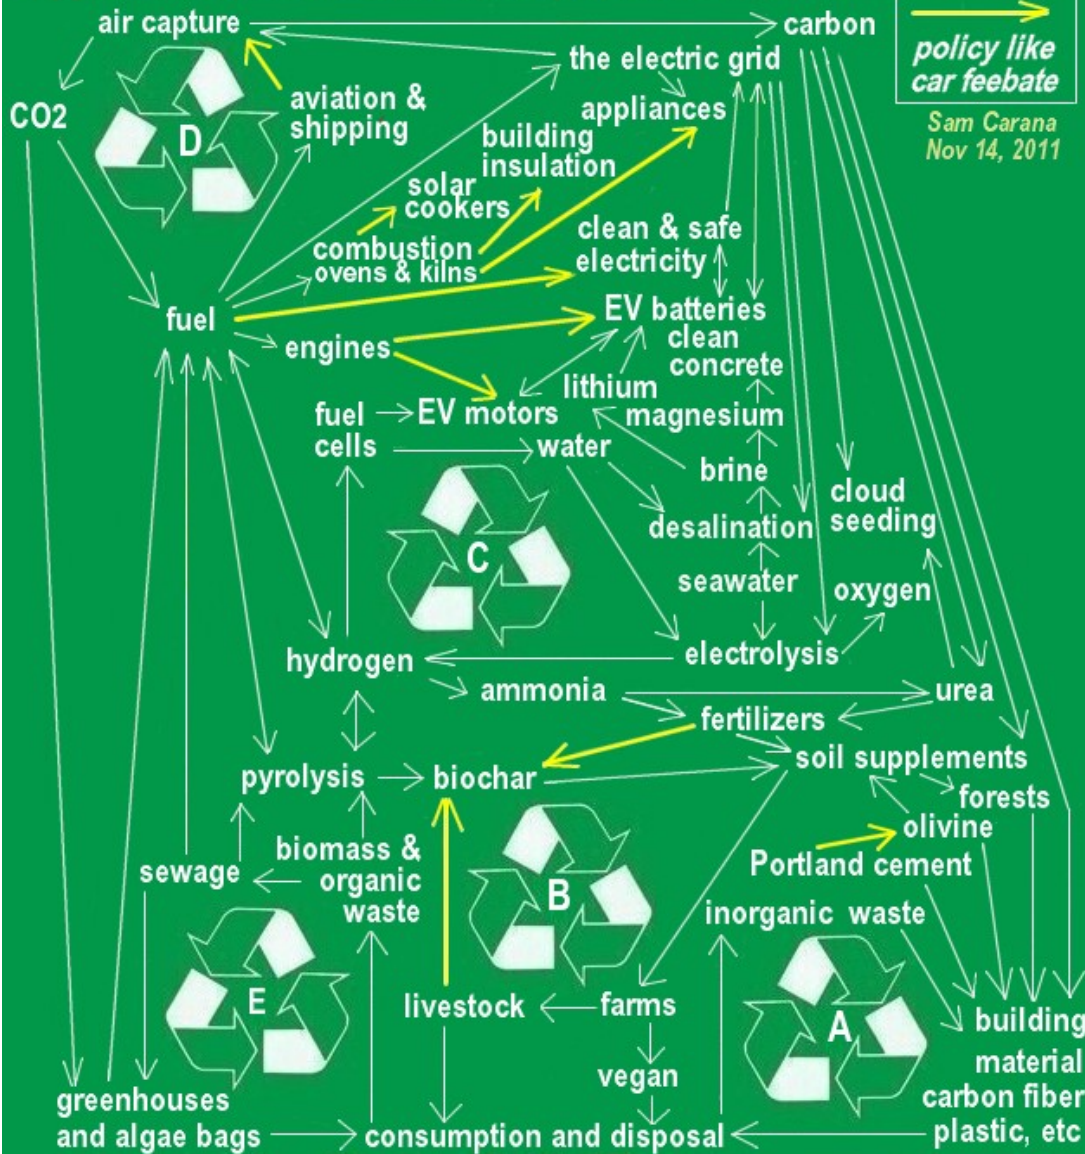 air capture
carbon
policy like
car feebate
Sam Carana
Nov 14, 2011
the electric grid
CO2
D
aviation &
shipping
appliances
building
insulation
solar
cookers
combustion
ovens & kilns
clean & safe
electricity
fuel
engines
EV batteries
clean
concrete
lithium
magnesium
fuel
cells
EV motors
water
brine
cloud
seeding
desalination
C
seawater
oxygen
hydrogen
electrolysis
ammonia
urea
fertilizers
soil supplements
pyrolysis
biochar
forests
olivine
Portland cement
biomass &
organic
waste
sewage
B
inorganic waste
E
livestock
farms
A
building
material
carbon fiber
plastic, etc
vegan
greenhouses
and algae bags
consumption and disposal